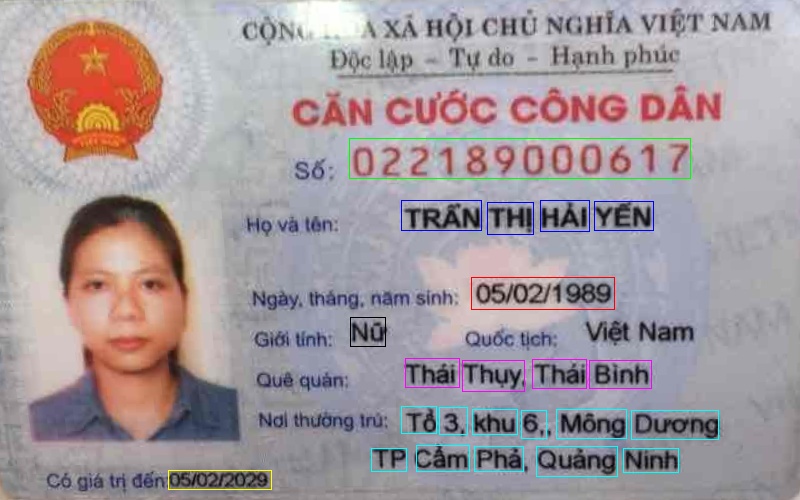 CỘNG HÒA XÃ HỘI CHỦ NGHĨA VIỆT NAM
Độc lập – Tự do – Hạnh phúc
CĂN CƯỚC CÔNG DÂN
Số: 022189000617
Họ và tên: TRẦN THỊ HẢI YẾN
Ngày, tháng, năm sinh: 05/02/1989
Giới tính: Nữ Quốc tịch: Việt Nam
Quê quán: Thái Thụy, Thái Bình
Nơi thường trú: Tổ 3, khu 6,, Mông Dương
TP Cẩm Phả, Quảng Ninh
Có giá trị đến: 05/02/2029